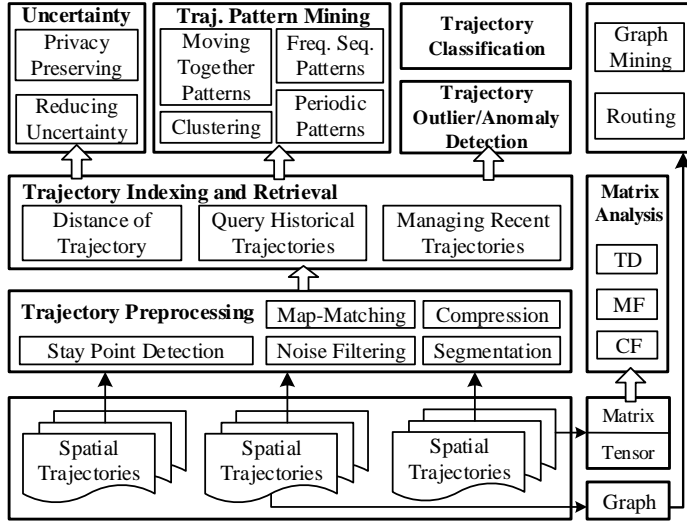 Uncertainty
Privacy
Preserving
Reducing
Uncertainty
Traj. Pattern Mining
Moving
Together
Patterns
Freq. Seq.
Patterns
Clustering
Periodic
Patterns
Trajectory
Classification
Trajectory
Outlier/Anomaly
Detection
Graph
Mining
Routing
Trajectory Indexing and Retrieval
Distance of
Trajectory
Query Historical
Trajectories
Managing Recent
Trajectories
Matrix
Analysis
TD
MF
CF
Trajectory Preprocessing
Map-Matching
Compression
Stay Point Detection
Noise Filtering
Segmentation
Spatial
Trajectories
Spatial
Trajectories
Spatial
Trajectories
Matrix
Tensor
Graph